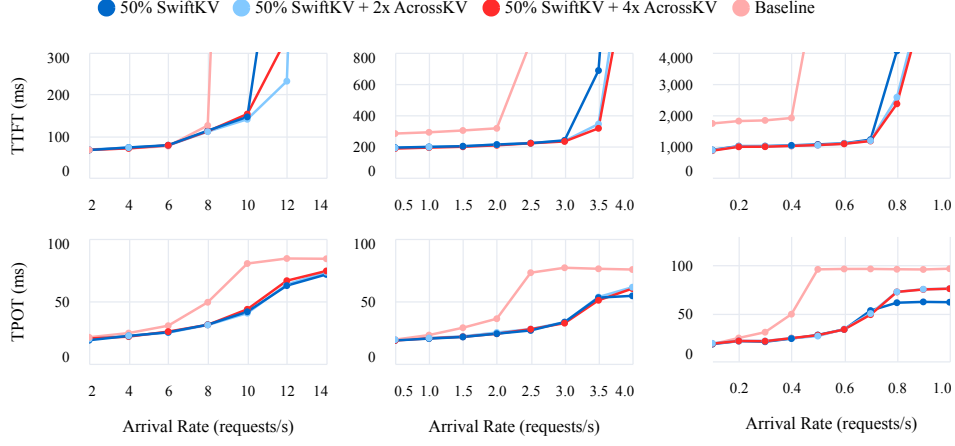 50% SwiftKV 50% SwiftKV + 2x AcrossKV 50% SwiftKV + 4x AcrossKV Baseline
TTFT (ms)
300
200
100
0
2 4 6 8 10 12 14
800
600
400
200
0
0.5 1.0 1.5 2.0 2.5 3.0 3.5 4.0
4,000
3,000
2,000
1,000
0
0.2 0.4 0.6 0.8 1.0
TPOT (ms)
100
50
0
2 4 6 8 10 12 14
Arrival Rate (requests/s)
100
50
0
0.5 1.0 1.5 2.0 2.5 3.0 3.5 4.0
Arrival Rate (requests/s)
100
50
0
0.2 0.4 0.6 0.8 1.0
Arrival Rate (requests/s)